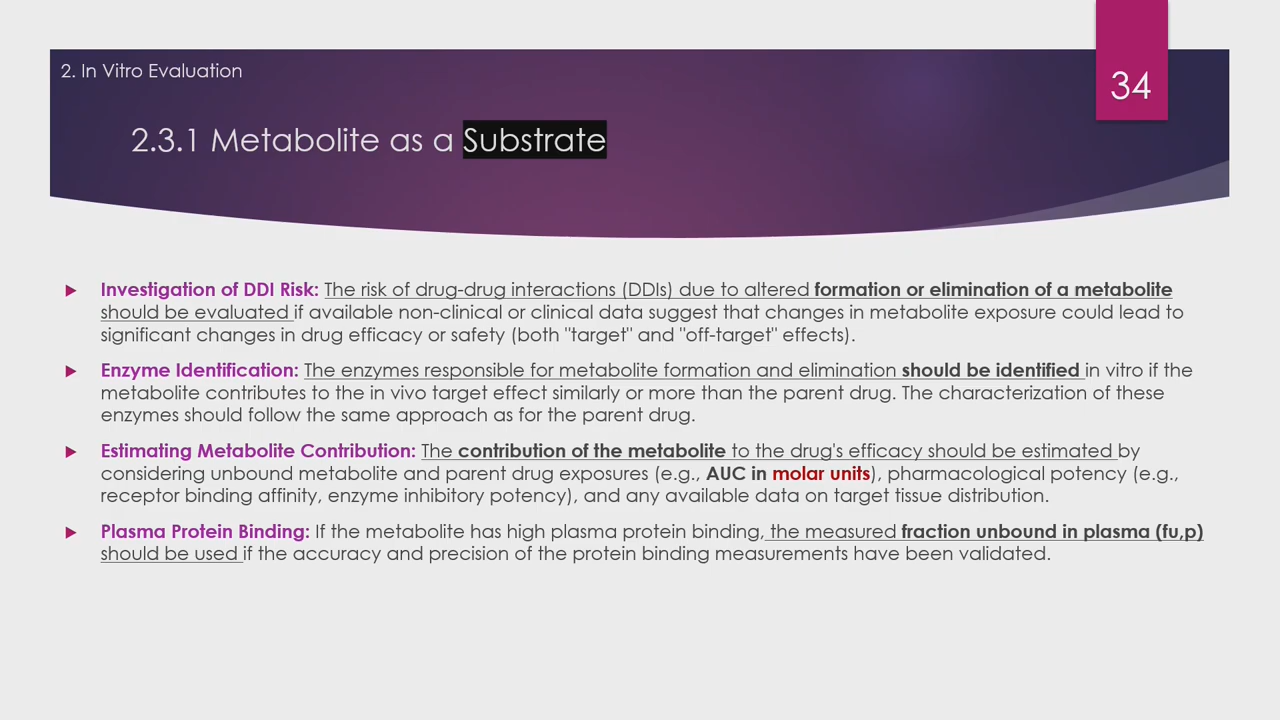 2. In Vitro Evaluation
34
2.3.1 Metabolite as a Substrate
Investigation of DDI Risk: The risk of drug-drug interactions (DDIs) due to altered formation or elimination of a metabolite
should be evaluated if available non-clinical or clinical data suggest that changes in metabolite exposure could lead to
significant changes in drug efficacy or safety (both "target" and "off-target" effects).
Enzyme Identification: The enzymes responsible for metabolite formation and elimination should be identified in vitro if the
metabolite contributes to the in vivo target effect similarly or more than the parent drug. The characterization of these
enzymes should follow the same approach as for the parent drug.
Estimating Metabolite Contribution: The contribution of the metabolite to the drug's efficacy should be estimated by
considering unbound metabolite and parent drug exposures (e.g., AUC in molar units), pharmacological potency (e.g.,
receptor binding affinity, enzyme inhibitory potency), and any available data on target tissue distribution.
Plasma Protein Binding: If the metabolite has high plasma protein binding, the measured fraction unbound in plasma (fu,p)
should be used if the accuracy and precision of the protein binding measurements have been validated.